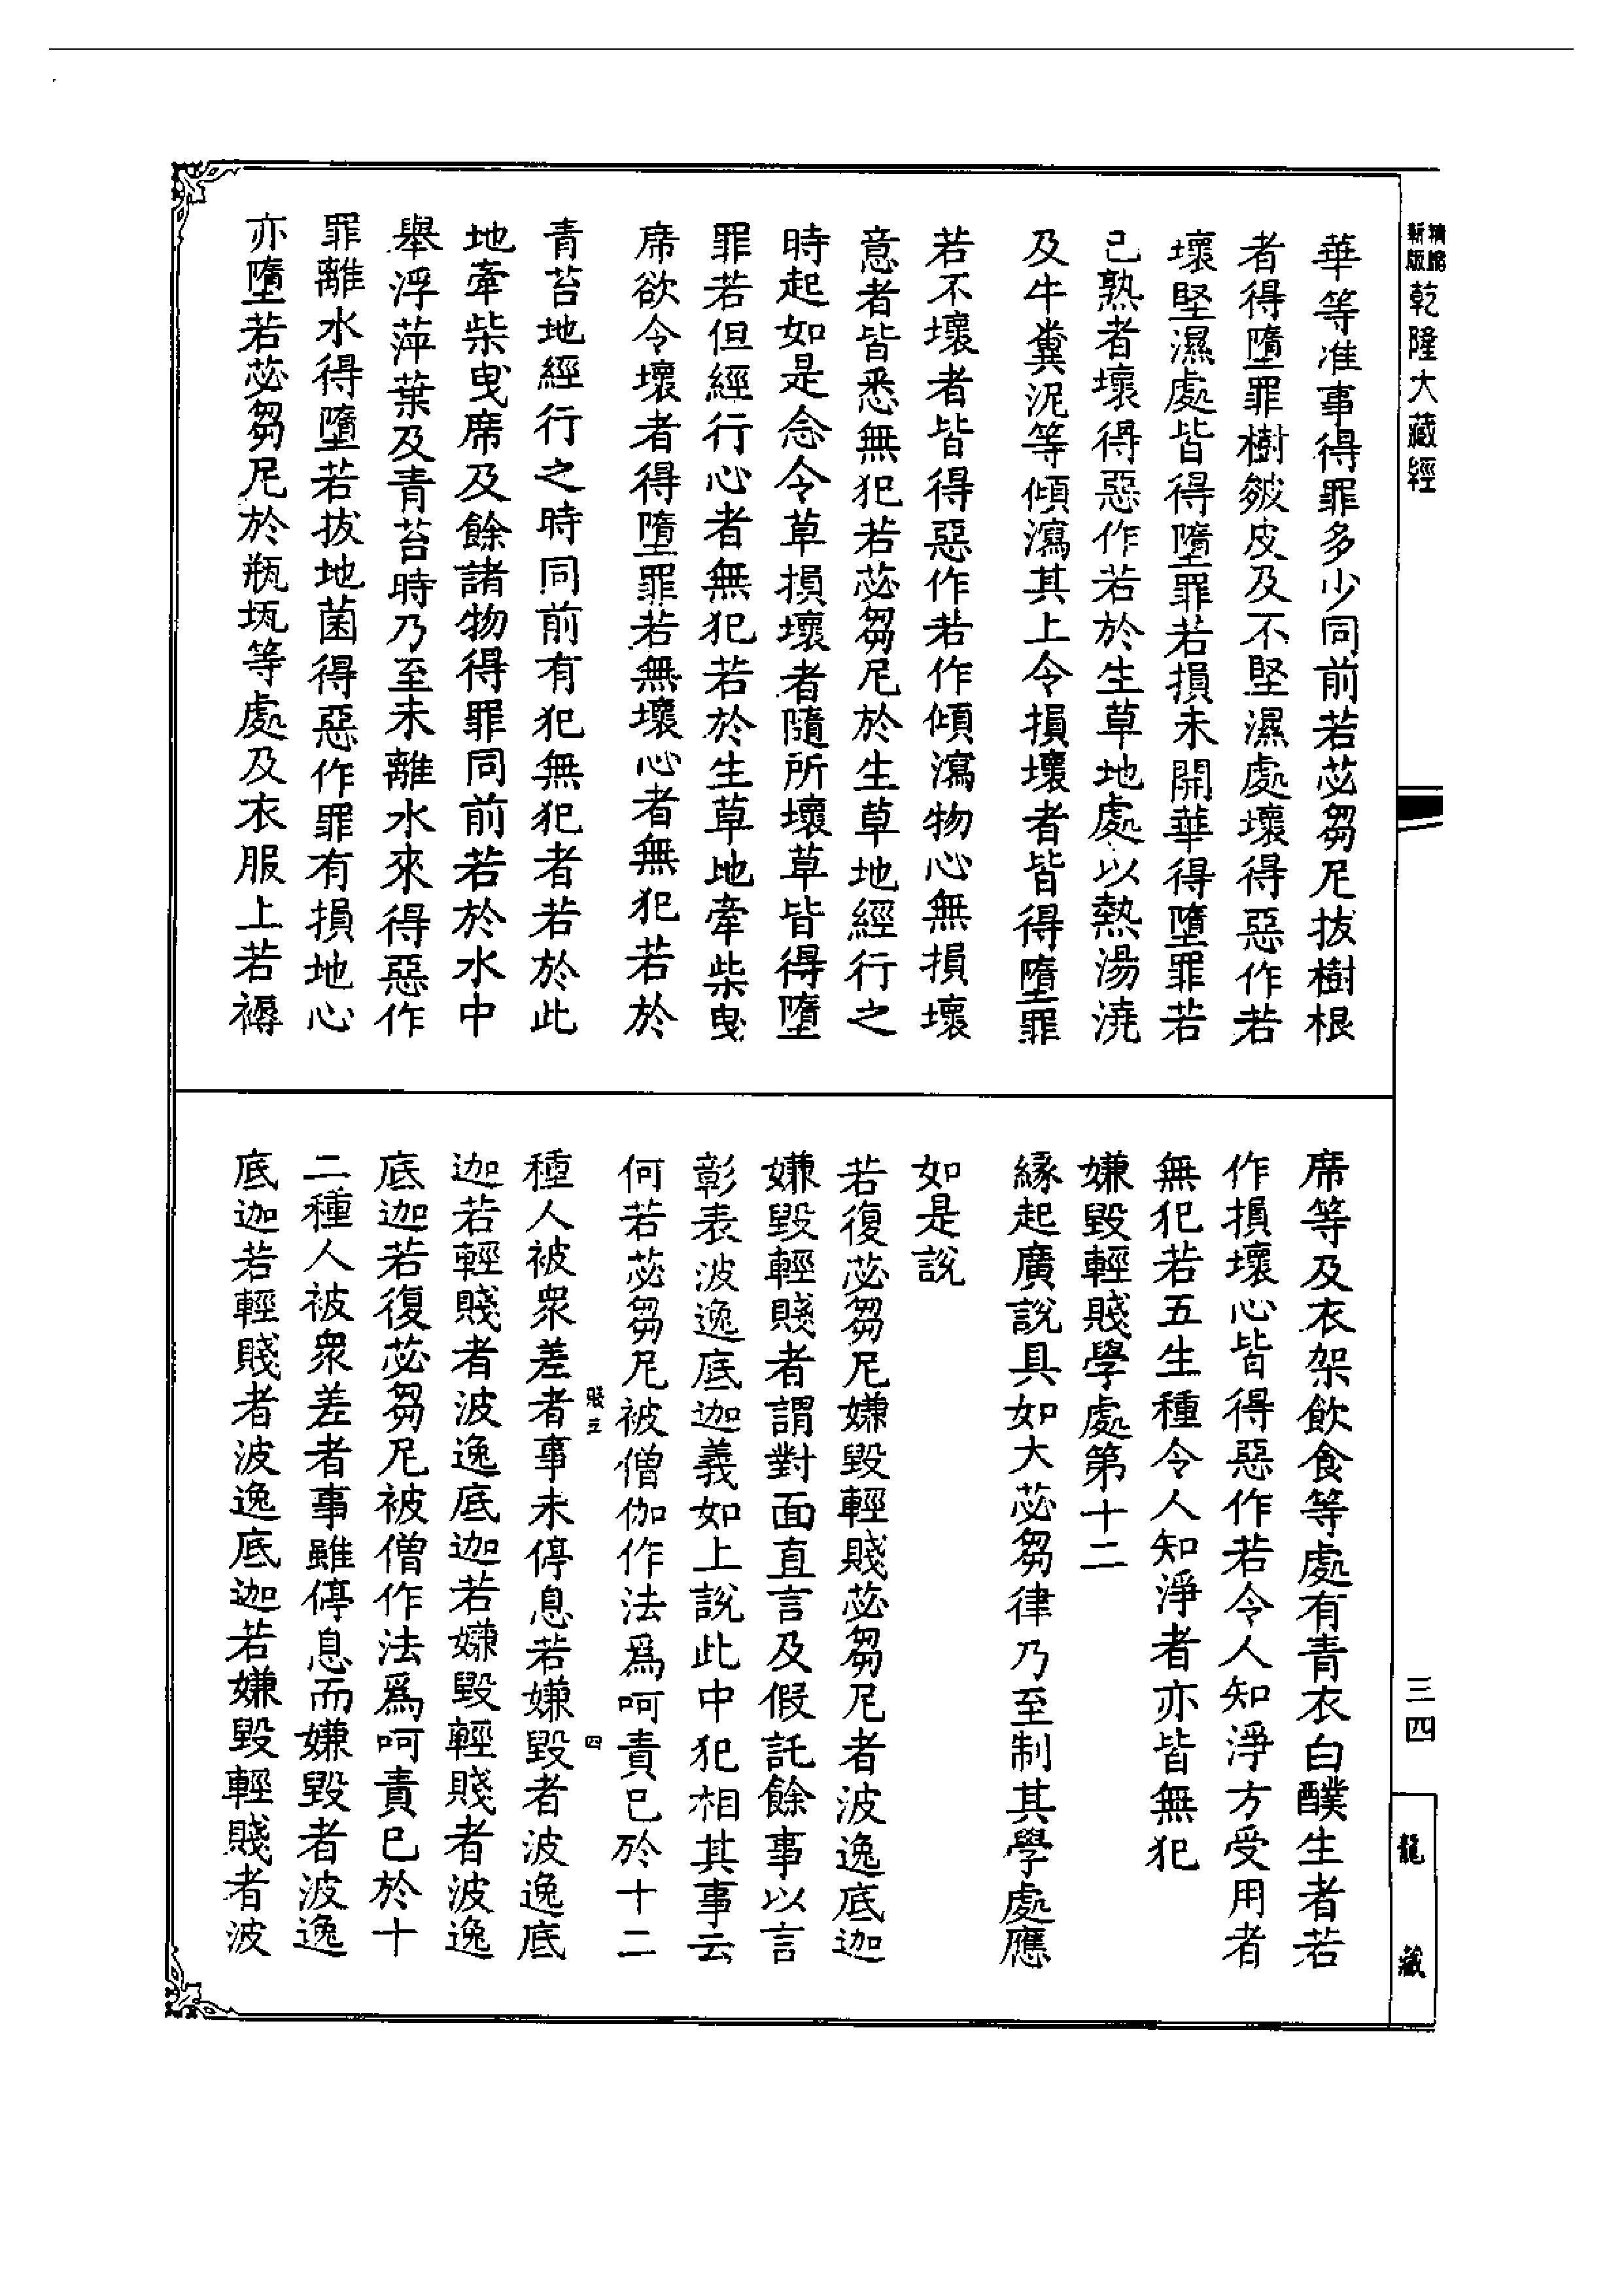 乾隆大藏經
華等准事得罪多少同前若苾芻尼拔樹根
者得墮罪樹皴皮及不堅濕處壞得惡作若
壞堅濕處皆得墮罪若損未開華得墮罪若
已熟者壞得惡作若於生草地處以熱湯澆
及牛糞泥等傾瀉其上令損壞者皆得墮罪
若不壞者皆得惡作若作傾瀉物心無損壞
意者皆悉無犯若苾芻尼於生草地經行之
時起如是念令草損壞者隨所壞草皆得墮
罪若但經行心者無犯若於生草地牽柴曳
席欲令壞者得墮罪若無壞心者無犯若於
青苔地經行之時同前有犯無犯者若於此
地牽柴曳席及餘諸物得罪同前若於水中
舉浮萍葉及青苔時乃至未離水來得惡作
罪離水得墮若拔地菌得惡作罪有損地心
亦墮若苾芻尼於瓶瓨等處及衣服上若褥
席等及衣架飲食等處有青衣白醭生者若
作損壞心皆得惡作若令人知淨方受用者
無犯若五生種令人知淨者亦皆無犯
嫌毀輕賤學處第十二
緣起廣說具如大苾芻律乃至制其學處應
如是說
若復苾芻尼嫌毀輕賤苾芻尼者波逸底迦
嫌毀輕賤者謂對面直言及假託餘事以言
彰表波逸底迦義如上說此中犯相其事云
何若苾芻尼被僧伽作法爲呵責已於十二
種人被眾差者事未停息若嫌毀者波逸底
迦若輕賤者波逸底迦若嫌毀輕賤者波逸
底迦若復苾芻尼被僧作法爲呵責已於十
二種人被眾差者事雖停息而嫌毀者波逸
底迦若輕賤者波逸底迦若嫌毀輕賤者波
四
三四
龍藏